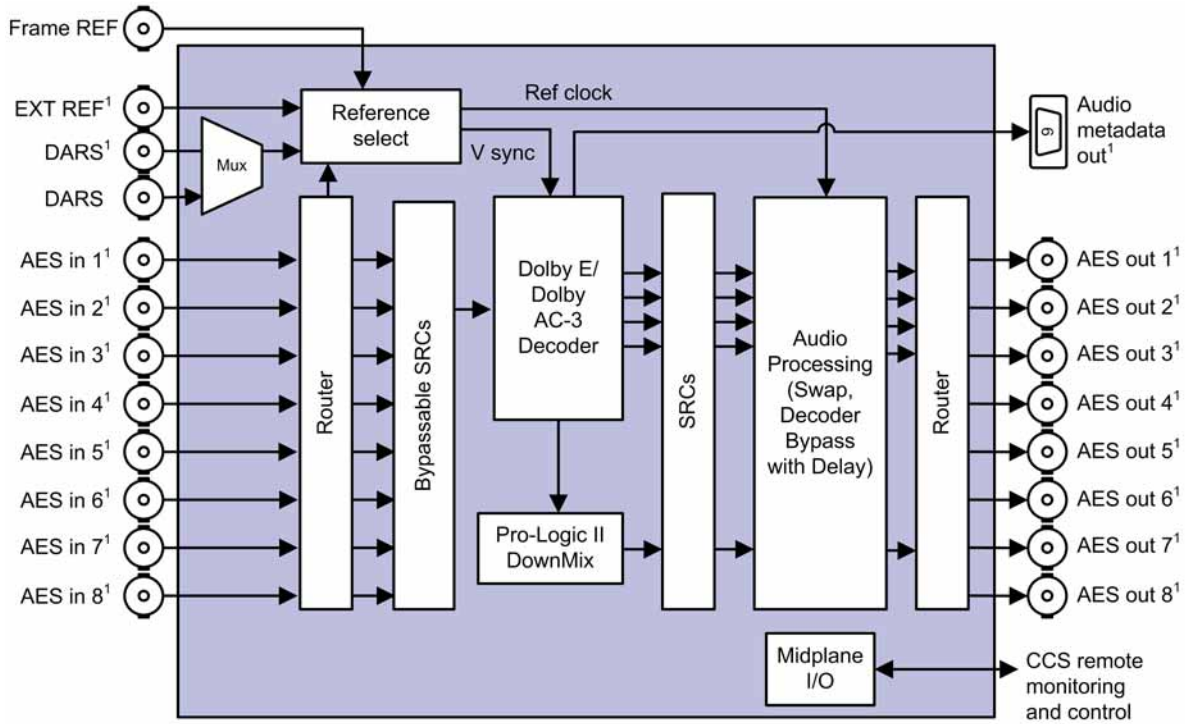 Frame REF
EXT REF¹
DARS¹
DARS
Mux
Reference
select
Ref clock
V sync
Audio
metadata
out¹
9
AES in 1¹
AES in 2¹
AES in 3¹
AES in 4¹
AES in 5¹
AES in 6¹
AES in 7¹
AES in 8¹
Router
Bypassable SRCs
Dolby E/
Dolby
AC-3
Decoder
Pro-Logic II
DownMix
SRCs
Audio
Processing
(Swap,
Decoder
Bypass
with Delay)
Router
AES out 1¹
AES out 2¹
AES out 3¹
AES out 4¹
AES out 5¹
AES out 6¹
AES out 7¹
AES out 8¹
Midplane
I/O
CCS remote
monitoring
and control